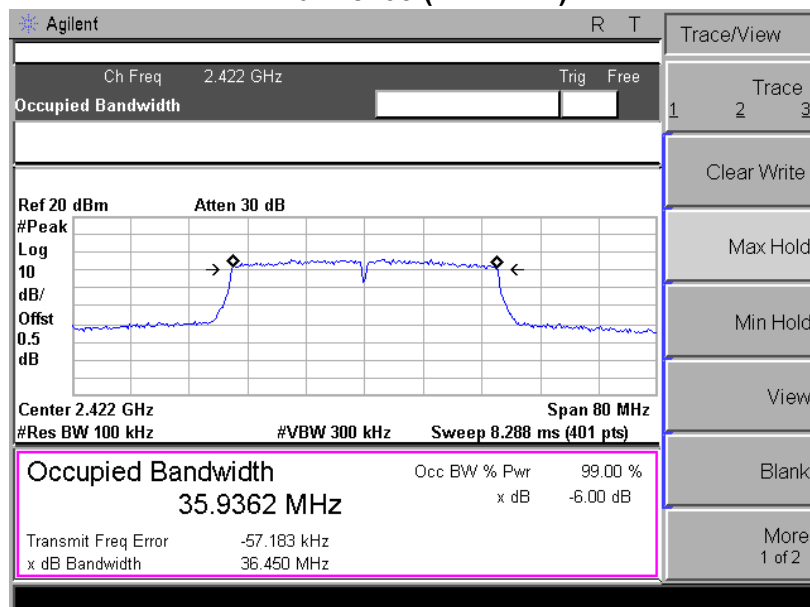 Agilent R T
Trace/View
Ch Freq 2.422 GHz Trig Free
Occupied Bandwidth
Trace
1 2 3
Clear Write
Ref 20 dBm Atten 30 dB
#Peak
Log
10
dB/
Offst
0.5
dB
Max Hold
Min Hold
View
Center 2.422 GHz Span 80 MHz
#Res BW 100 kHz #VBW 300 kHz Sweep 8.288 ms (401 pts)
Occupied Bandwidth
35.9362 MHz
Occ BW % Pwr 99.00 %
x dB -6.00 dB
Transmit Freq Error -57.183 kHz
x dB Bandwidth 36.450 MHz
Blank
More
1 of 2